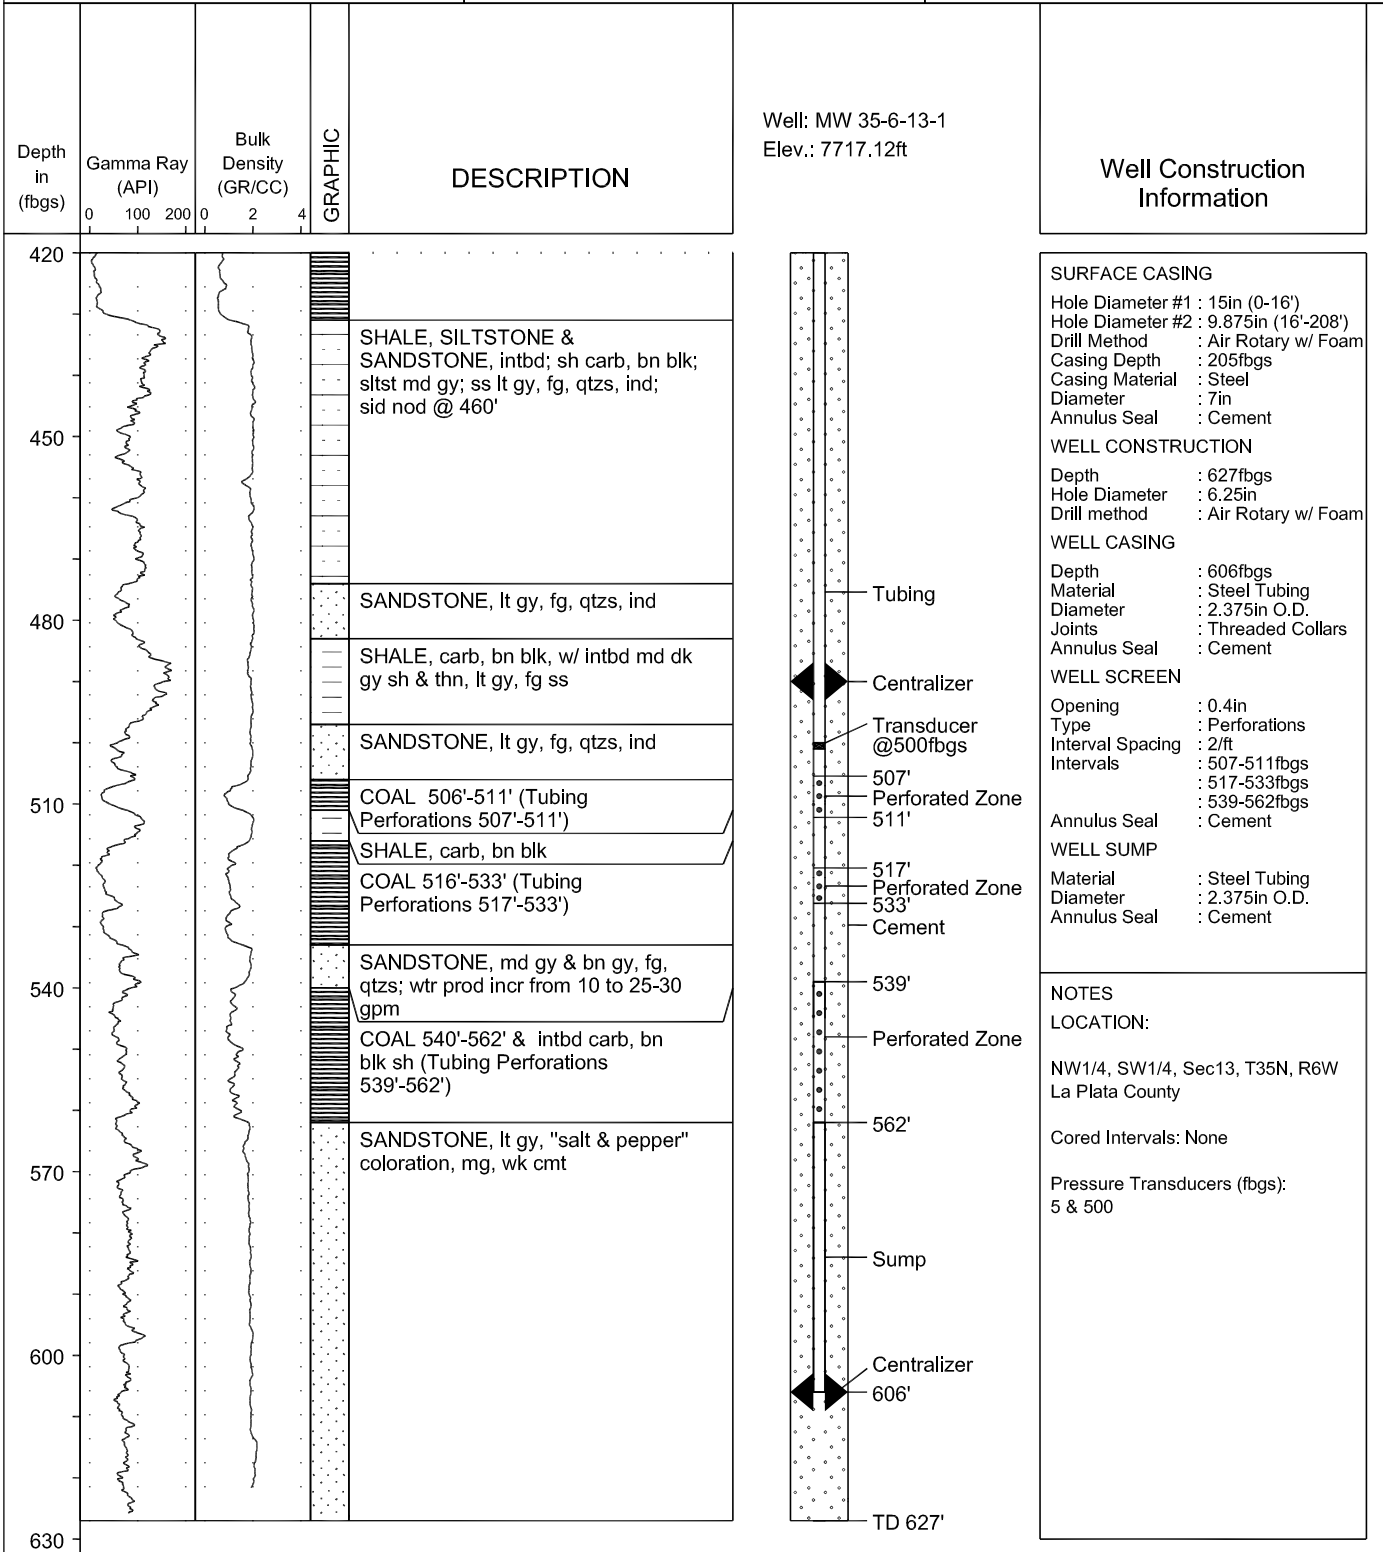 Depth
in
(fbgs)
Gamma Ray
(API)
0 100 200
Bulk
Density
(GR/CC)
0 2 4
GRAPHIC
DESCRIPTION
Well: MW 35-6-13-1
Elev.: 7717.12ft
Well Construction
Information
420
450
480
510
540
570
600
630
SHALE, SILTSTONE &
SANDSTONE, intbd; sh carb, bn blk;
sltst md gy; ss lt gy, fg, qtzs, ind;
sid nod @ 460'
SANDSTONE, lt gy, fg, qtzs, ind
SHALE, carb, bn blk, w/ intbd md dk
gy sh & thn, lt gy, fg ss
SANDSTONE, lt gy, fg, qtzs, ind
COAL 506'-511' (Tubing
Perforations 507'-511')
SHALE, carb, bn blk
COAL 516'-533' (Tubing
Perforations 517'-533')
SANDSTONE, md gy & bn gy, fg,
qtzs; wtr prod incr from 10 to 25-30
gpm
COAL 540'-562' & intbd carb, bn
blk sh (Tubing Perforations
539'-562')
SANDSTONE, lt gy, "salt & pepper"
coloration, mg, wk cmt
Tubing
Centralizer
Transducer
@500fbgs
507'
Perforated Zone
511'
517'
Perforated Zone
533'
Cement
539'
Perforated Zone
562'
Sump
Centralizer
606'
TD 627'
SURFACE CASING
Hole Diameter #1 : 15in (0-16')
Hole Diameter #2 : 9.875in (16'-208')
Drill Method : Air Rotary w/ Foam
Casing Depth : 205fbgs
Casing Material : Steel
Diameter : 7in
Annulus Seal : Cement
WELL CONSTRUCTION
Depth : 627fbgs
Hole Diameter : 6.25in
Drill method : Air Rotary w/ Foam
WELL CASING
Depth : 606fbgs
Material : Steel Tubing
Diameter : 2.375in O.D.
Joints : Threaded Collars
Annulus Seal : Cement
WELL SCREEN
Opening : 0.4in
Type : Perforations
Interval Spacing : 2/ft
Intervals : 507-511fbgs
: 517-533fbgs
: 539-562fbgs
Annulus Seal : Cement
WELL SUMP
Material : Steel Tubing
Diameter : 2.375in O.D.
Annulus Seal : Cement
NOTES
LOCATION:
NW1/4, SW1/4, Sec13, T35N, R6W
La Plata County
Cored Intervals: None
Pressure Transducers (fbgs):
5 & 500